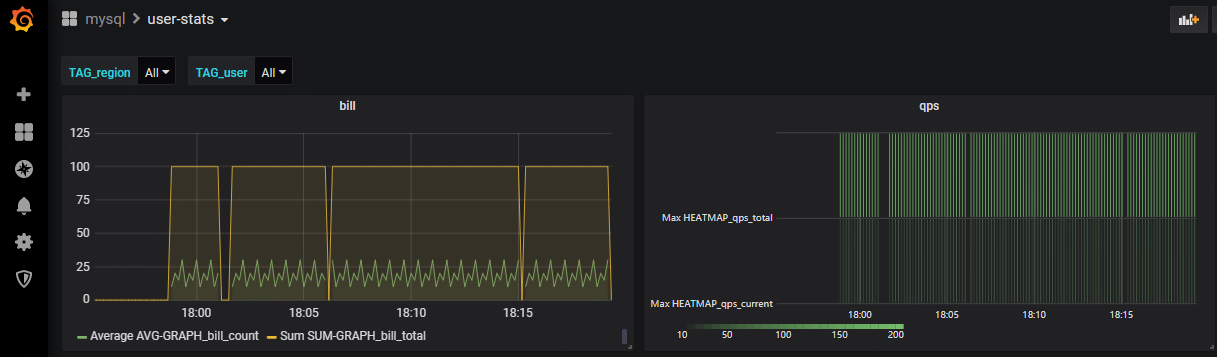 mysql > user-stats
TAG_region All TAG_user All
bill
125
100
75
50
25
0
18:00 18:05 18:10 18:15
Average AVG-GRAPH_bill_count Sum SUM-GRAPH_bill_total
qps
Max HEATMAP_qps_total
Max HEATMAP_qps_current
18:00 18:05 18:10 18:15
10 100 150 200